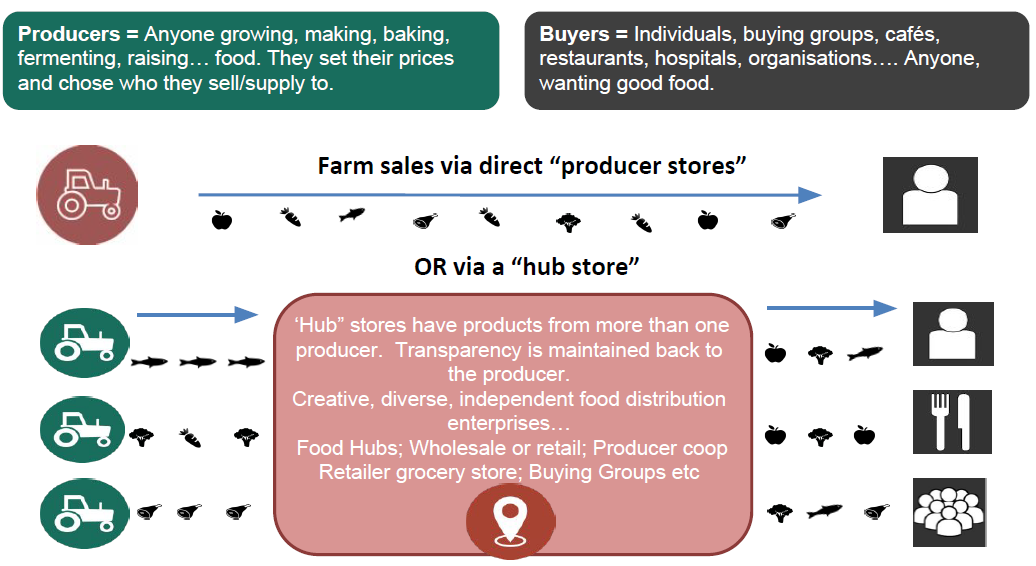 Producers = Anyone growing, making, baking,
fermenting, raising… food. They set their prices
and chose who they sell/supply to.
Buyers = Individuals, buying groups, cafés,
restaurants, hospitals, organisations…. Anyone,
wanting good food.
Farm sales via direct “producer stores”
OR via a “hub store”
‘Hub” stores have products from more than one
producer.  Transparency is maintained back to
the producer.
Creative, diverse, independent food distribution
enterprises…
Food Hubs; Wholesale or retail; Producer coop
Retailer grocery store; Buying Groups etc